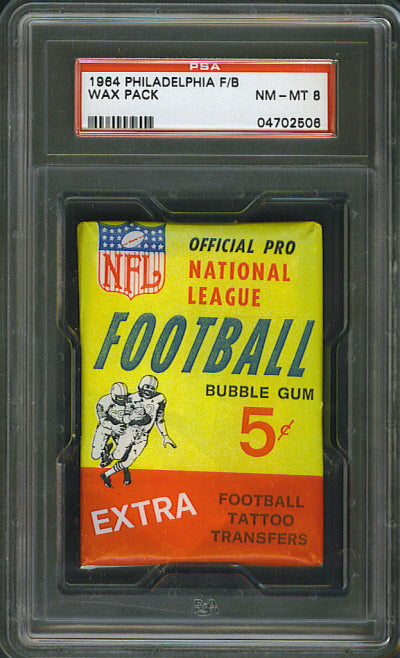 PSA
1964 PHILADELPHIA F/B
WAX PACK NM-MT 8
04702506
NFL
OFFICIAL PRO
NATIONAL
LEAGUE
FOOTBALL
BUBBLE GUM
5¢
EXTRA
FOOTBALL
TATTOO
TRANSFERS
PSA